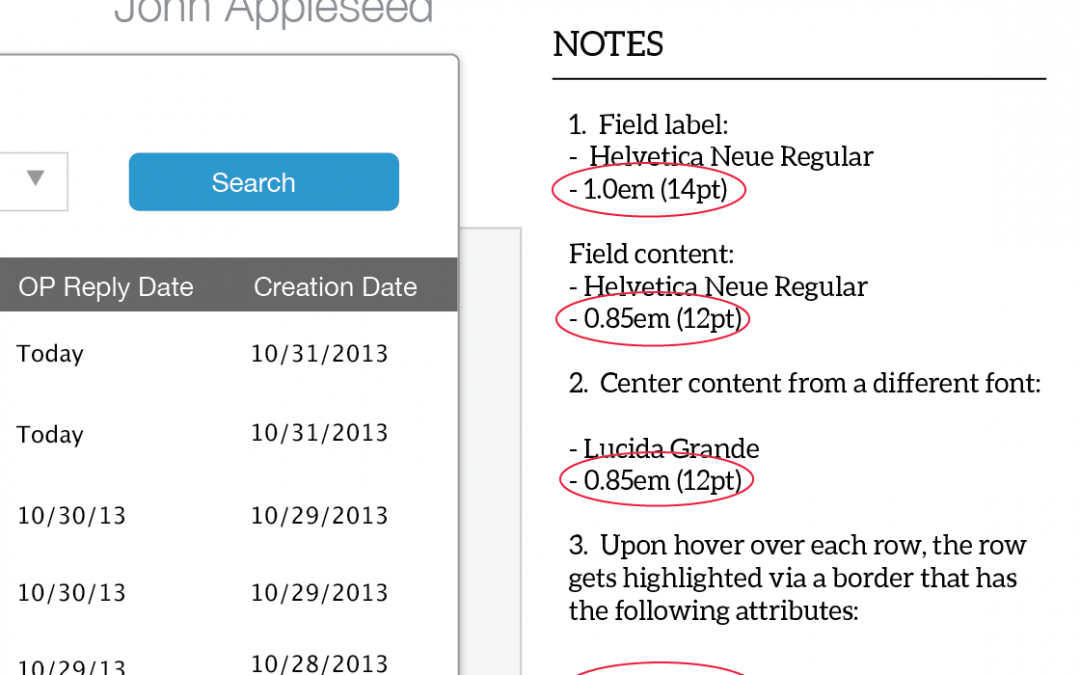 John Appleseed
▼
Search
OP Reply Date Creation Date
Today 10/31/2013
Today 10/31/2013
10/30/13 10/29/2013
10/30/13 10/29/2013
10/29/13 10/28/2013
NOTES
1. Field label:
- Helvetica Neue Regular
- 1.0em (14pt)
Field content:
- Helvetica Neue Regular
- 0.85em (12pt)
2. Center content from a different font:
- Lucida Grande
- 0.85em (12pt)
3. Upon hover over each row, the row
gets highlighted via a border that has
the following attributes: